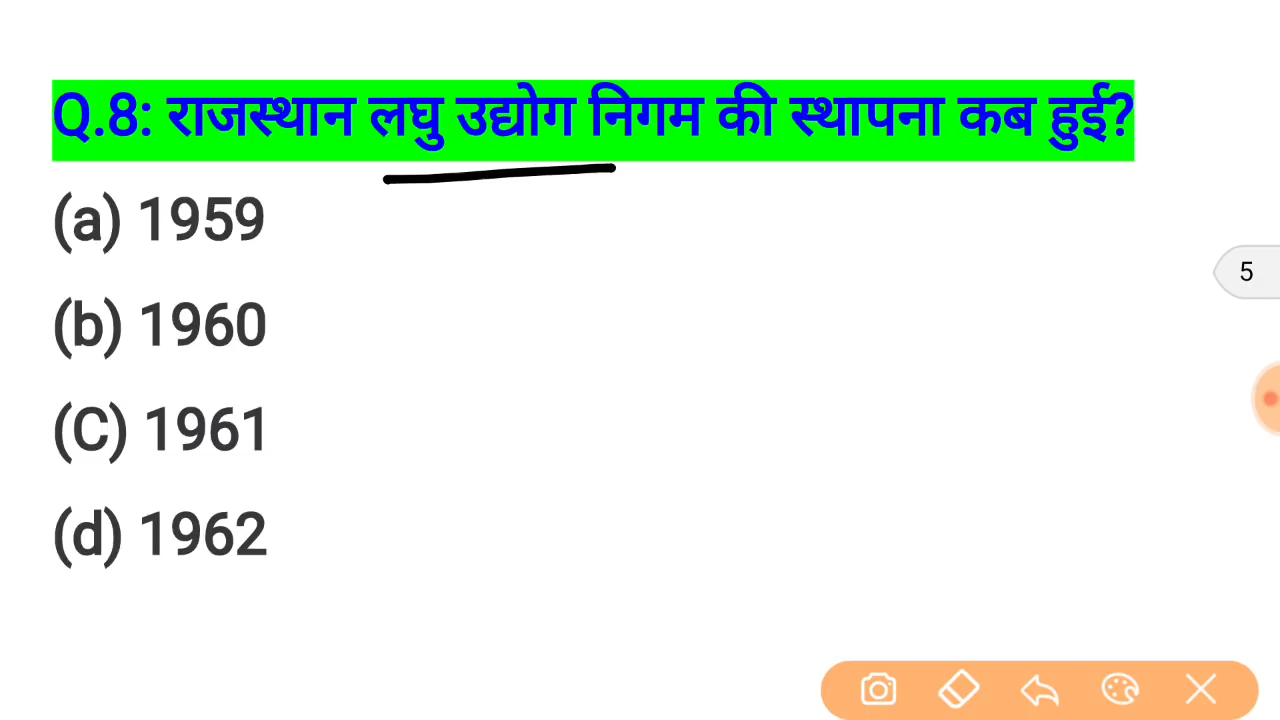 Q.8: राजस्थान लघु उद्योग निगम की स्थापना कब हुई?
(a) 1959
(b) 1960
(C) 1961
(d) 1962
5